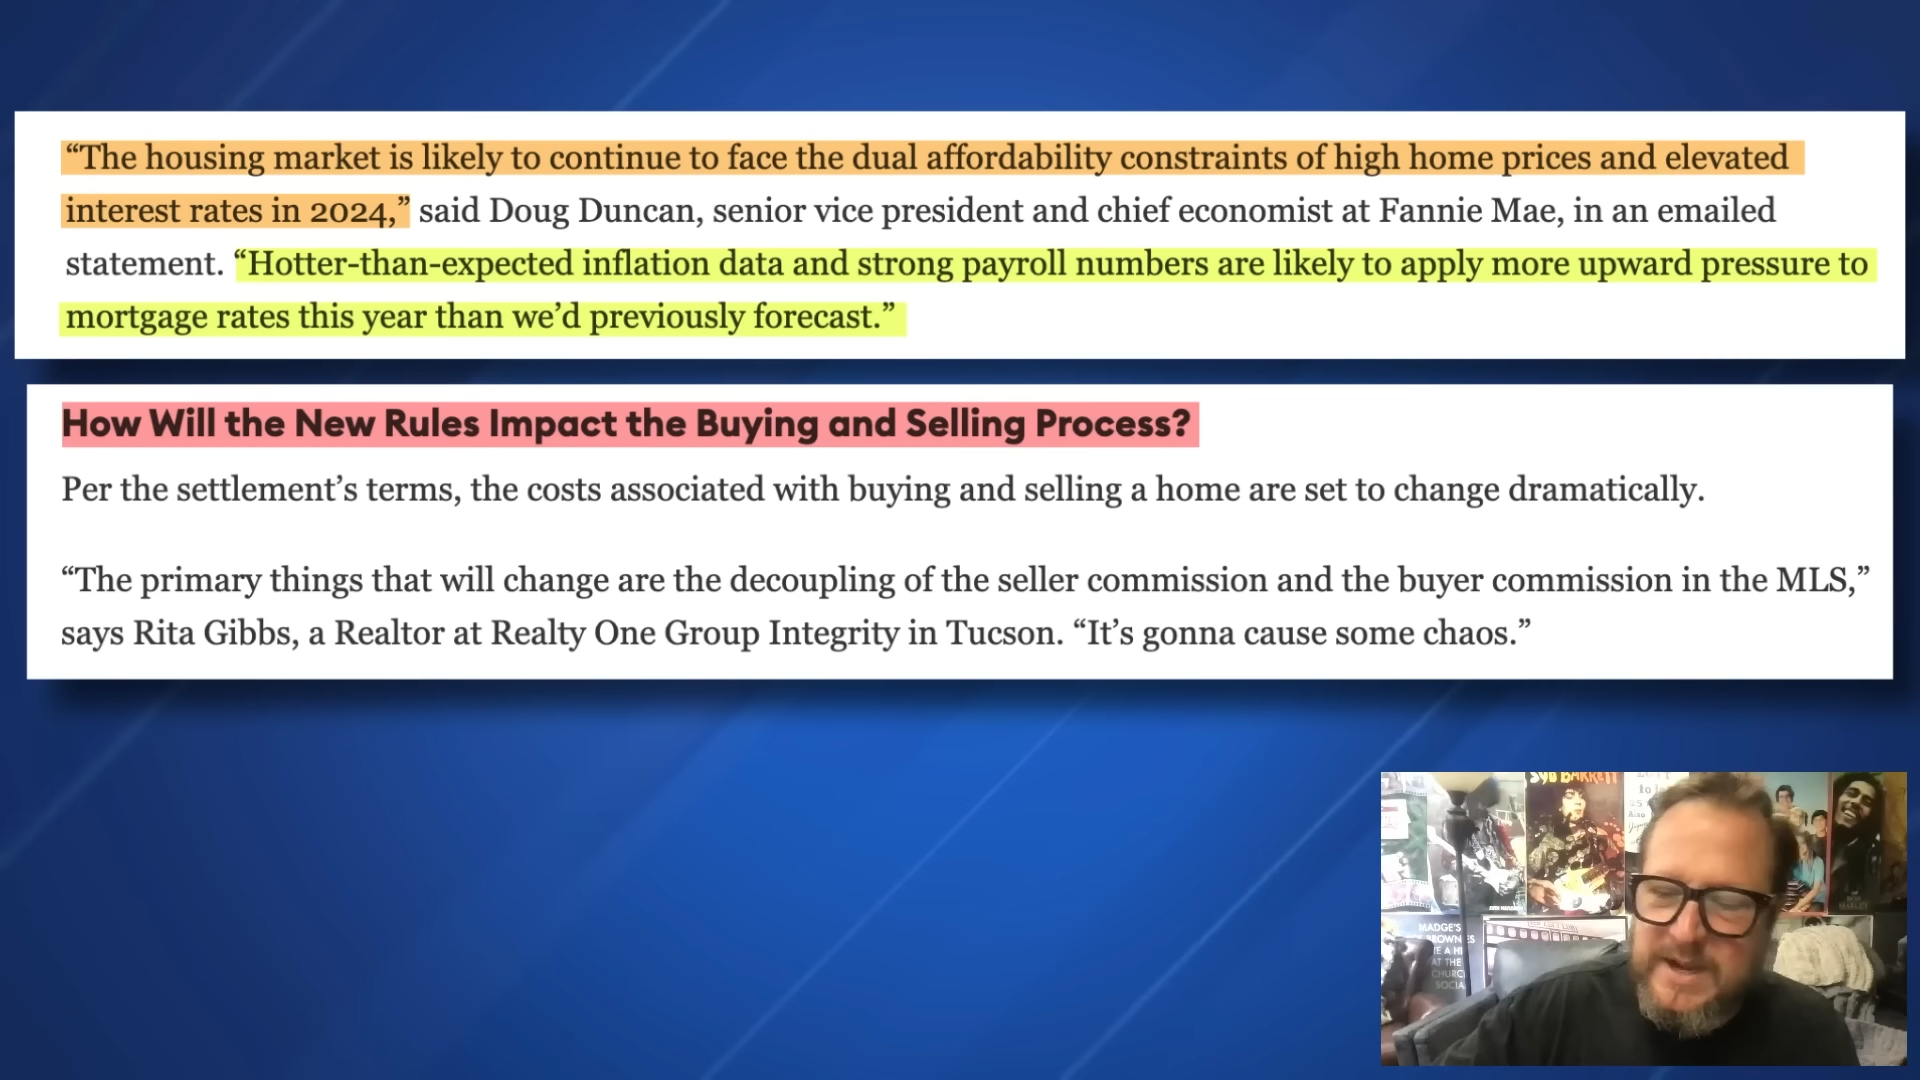 “The housing market is likely to continue to face the dual affordability constraints of high home prices and elevated
interest rates in 2024,” said Doug Duncan, senior vice president and chief economist at Fannie Mae, in an emailed
statement. “Hotter-than-expected inflation data and strong payroll numbers are likely to apply more upward pressure to
mortgage rates this year than we’d previously forecast.”
How Will the New Rules Impact the Buying and Selling Process?
Per the settlement’s terms, the costs associated with buying and selling a home are set to change dramatically.
“The primary things that will change are the decoupling of the seller commission and the buyer commission in the MLS,”
says Rita Gibbs, a Realtor at Realty One Group Integrity in Tucson. “It’s gonna cause some chaos.”
SYD BARRETT
MADGE'S
AT THE